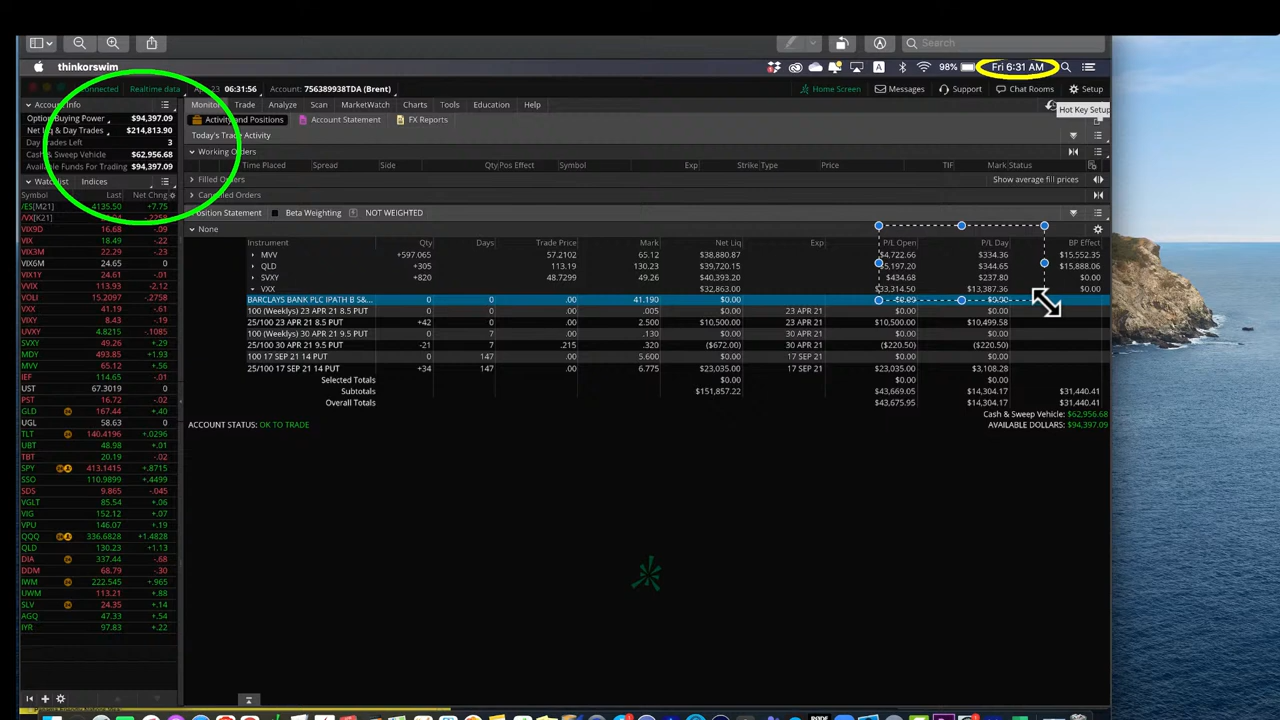 Search
thinkorswim
A
98%
Fri 6:31 AM
Connected Realtime data 23 06:31:56 Account: 756389938TDA (Brent)
Home Screen Messages Support Chat Rooms Setup
Account Info
Monitor Trade Analyze Scan MarketWatch Charts Tools Education Help
Hot Key Setup
Option Buying Power $94,397.09
Activity and Positions Account Statement FX Reports
Net Liq & Day Trades $214,813.90
Today's Trade Activity
Day Trades Left 3
Working Orders
Cash & Sweep Vehicle $62,956.68
Available Funds For Trading $94,397.09
Time Placed Spread Side Qty Pos Effect Symbol Exp Strike Type Price TIF Mark Status
Watchlist Indices
Filled Orders Show average fill prices
Symbol Last Net Chng
Cancelled Orders
/ES[M21] 4135.50 +7.75
Position Statement Beta Weighting NOT WEIGHTED
/VX[K21]
VIX9D 16.68 -.09
None
VIX 18.49 -.22
Instrument Qty Days Trade Price Mark Net Liq Exp P/L Open P/L Day BP Effect
VIX3M 22.29 -.23
MVV +597.065 57.2102 65.12 $38,880.87 $4,722.66 $334.36 $15,552.35
VIX6M 24.65 0
QLD +305 113.19 130.23 $39,720.15 $5,197.20 $344.65 $15,888.06
VIX1Y 24.61 -.01
SVXY +820 48.7299 49.26 $40,393.20 $434.68 $237.80 $0.00
VVIX 113.93 -2.12
VXX $32,863.00 $33,314.50 $13,387.36 $0.00
VOLI 15.2097 -.2758
BARCLAYS BANK PLC IPATH B S&... 0 0 .00 41.190 $0.00 $0.00 $0.00
VXX 41.19 -.61
100 (Weeklys) 23 APR 21 8.5 PUT 0 0 .00 .005 $0.00 23 APR 21 $0.00 $0.00
VIXY 8.43 -.19
25/100 23 APR 21 8.5 PUT +42 0 .00 2.500 $10,500.00 23 APR 21 $10,500.00 $10,499.58
UVXY 4.8215 -.1085
100 (Weeklys) 30 APR 21 9.5 PUT 0 7 .00 .130 $0.00 30 APR 21 $0.00 $0.00
SVXY 49.26 +.29
25/100 30 APR 21 9.5 PUT -21 7 .215 .320 ($672.00) 30 APR 21 ($220.50) ($220.50)
MDY 493.85 +1.93
100 17 SEP 21 14 PUT 0 147 .00 5.600 $0.00 17 SEP 21 $0.00 $0.00
MVV 65.12 +.56
25/100 17 SEP 21 14 PUT +34 147 .00 6.775 $23,035.00 17 SEP 21 $23,035.00 $3,108.28
IEF 114.65 -.01
Selected Totals $0.00 $0.00 $0.00
UST 67.3019 0
Subtotals $151,857.22 $43,669.05 $14,304.17 $31,440.41
PST 16.72 -.02
Overall Totals $43,675.95 $14,304.17 $31,440.41
GLD 167.44 +.40
Cash & Sweep Vehicle: $62,956.68
UGL 58.63 0
ACCOUNT STATUS: OK TO TRADE AVAILABLE DOLLARS: $94,397.09
TLT 140.4196 +.0296
UBT 48.98 +.01
TBT 20.19 -.02
SPY 413.1415 +.8715
SSO 110.9899 +.4499
SDS 9.865 -.045
VGLT 85.54 +.06
VIG 152.12 +.07
VPU 146.07 +.19
QQQ 336.6828 +1.4828
QLD 130.23 +1.13
DIA 337.44 -.68
DDM 69.28 -.30
IWM 222.545 +.965
UWM 113.21 +.88
SLV 24.35 +.14
AGQ 47.33 +.54
IYR 97.83 +.22